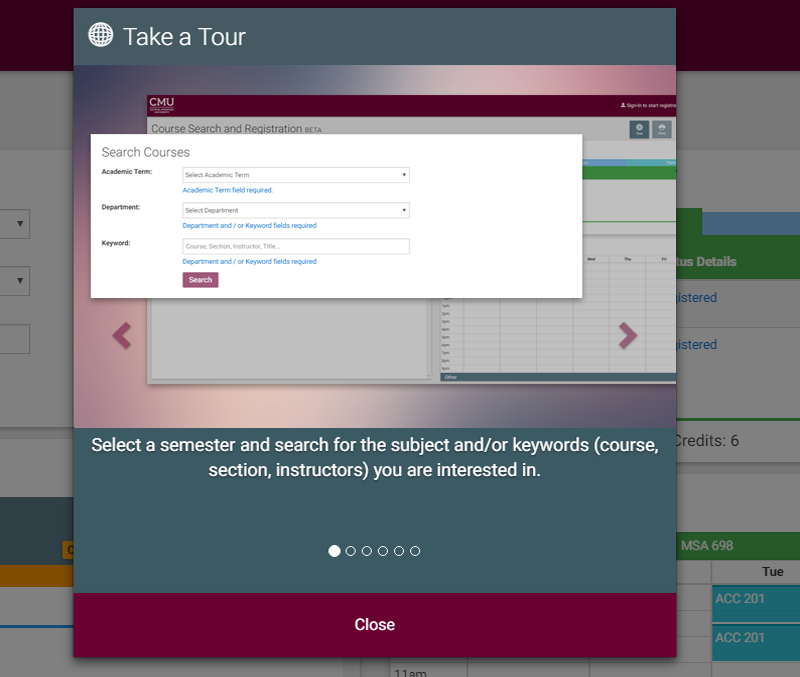 Take a Tour
CMU
CENTRAL MICHIGAN
UNIVERSITY
Sign-In to start registra
Course Search and Registration BETA
Search Courses
Academic Term:
Select Academic Term
Academic Term field required.
Department:
Select Department
Department and / or Keyword fields required
Keyword:
Course, Section, Instructor, Title...
Department and / or Keyword fields required
Search
Wed Thu Fri
Other
tus Details
gistered
gistered
Credits: 6
Select a semester and search for the subject and/or keywords (course,
section, instructors) you are interested in.
MSA 698
Tue
ACC 201
ACC 201
Close
11am